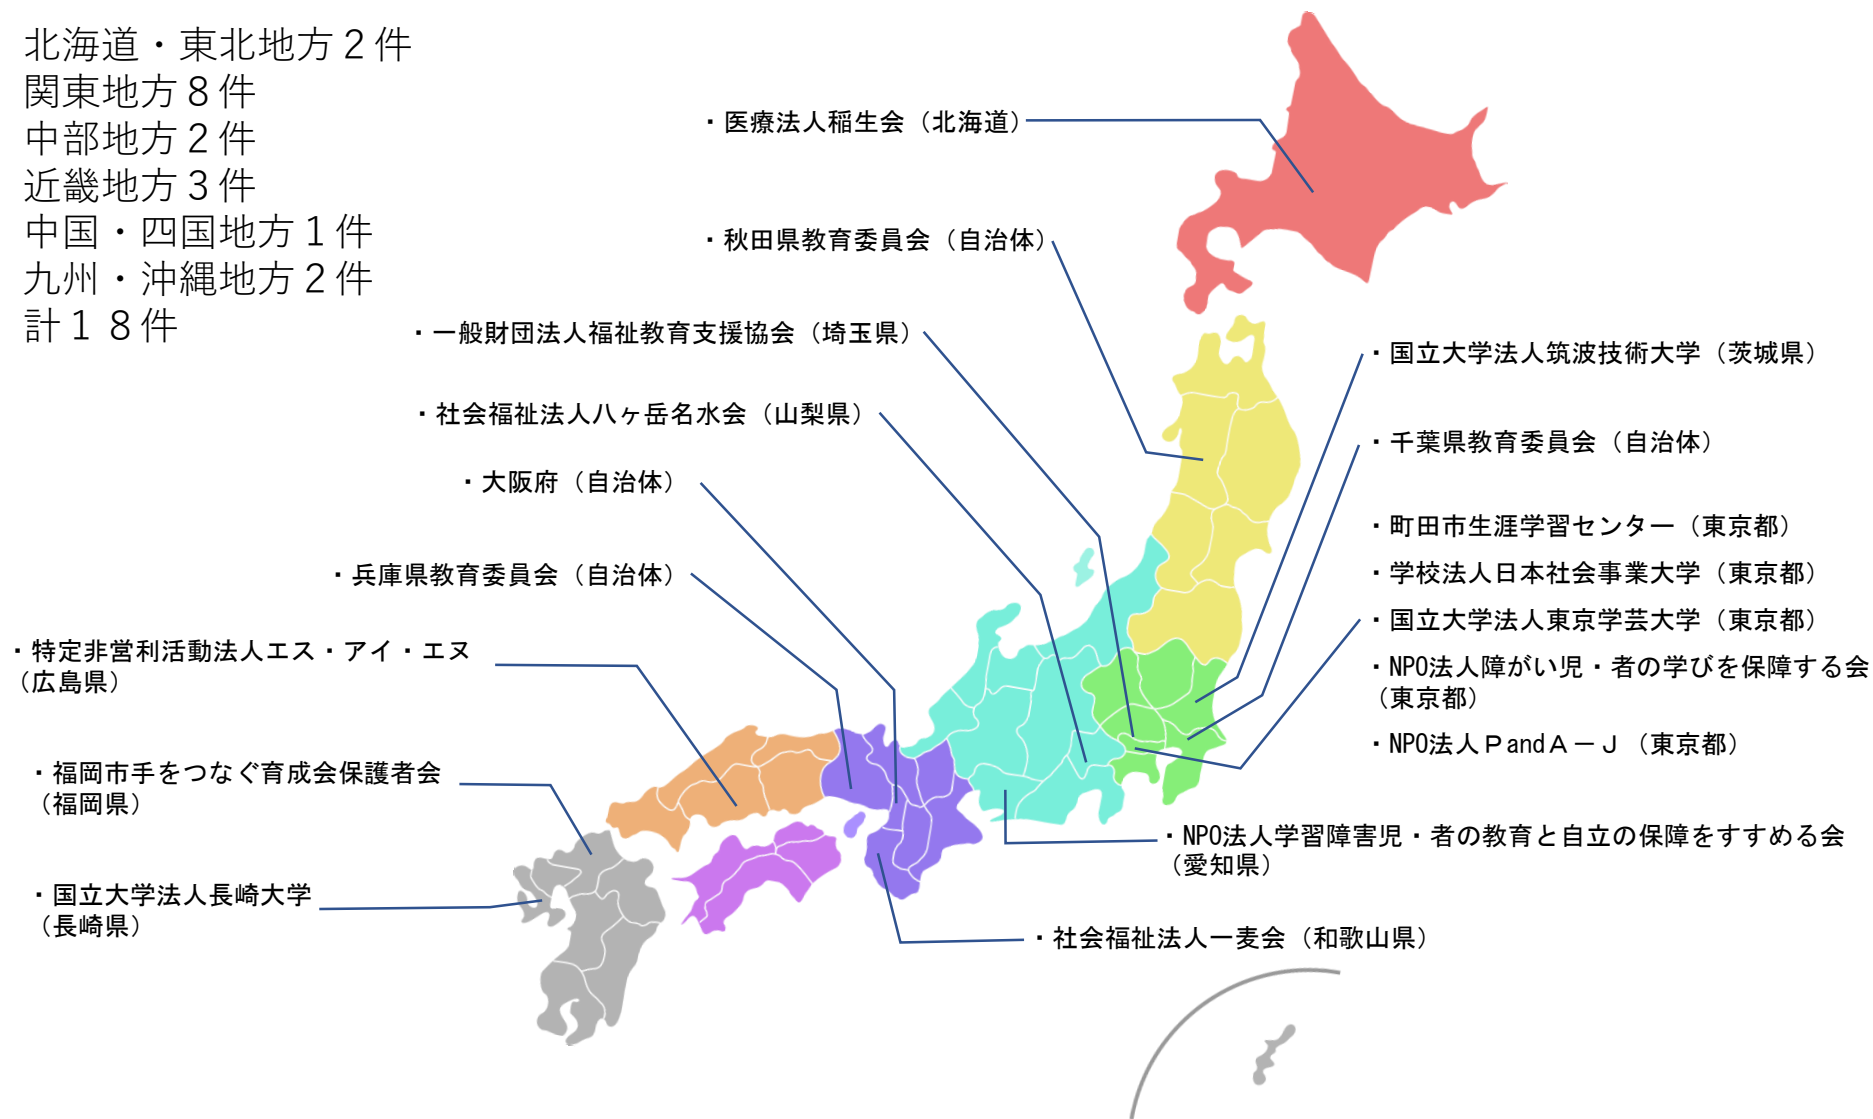 北海道・東北地方２件
関東地方８件
中部地方２件
近畿地方３件
中国・四国地方１件
九州・沖縄地方２件
計１８件
・医療法人稲生会（北海道）
・秋田県教育委員会（自治体）
・一般財団法人福祉教育支援協会（埼玉県）
・社会福祉法人八ヶ岳名水会（山梨県）
・大阪府（自治体）
・兵庫県教育委員会（自治体）
・特定非営利活動法人エス・アイ・エヌ
（広島県）
・福岡市手をつなぐ育成会保護者会
（福岡県）
・国立大学法人長崎大学
（長崎県）
・国立大学法人筑波技術大学（茨城県）
・千葉県教育委員会（自治体）
・町田市生涯学習センター（東京都）
・学校法人日本社会事業大学（東京都）
・国立大学法人東京学芸大学（東京都）
・NPO法人障がい児・者の学びを保障する会
（東京都）
・NPO法人ＰandＡ－Ｊ（東京都）
・NPO法人学習障害児・者の教育と自立の保障をすすめる会
（愛知県）
・社会福祉法人一麦会（和歌山県）